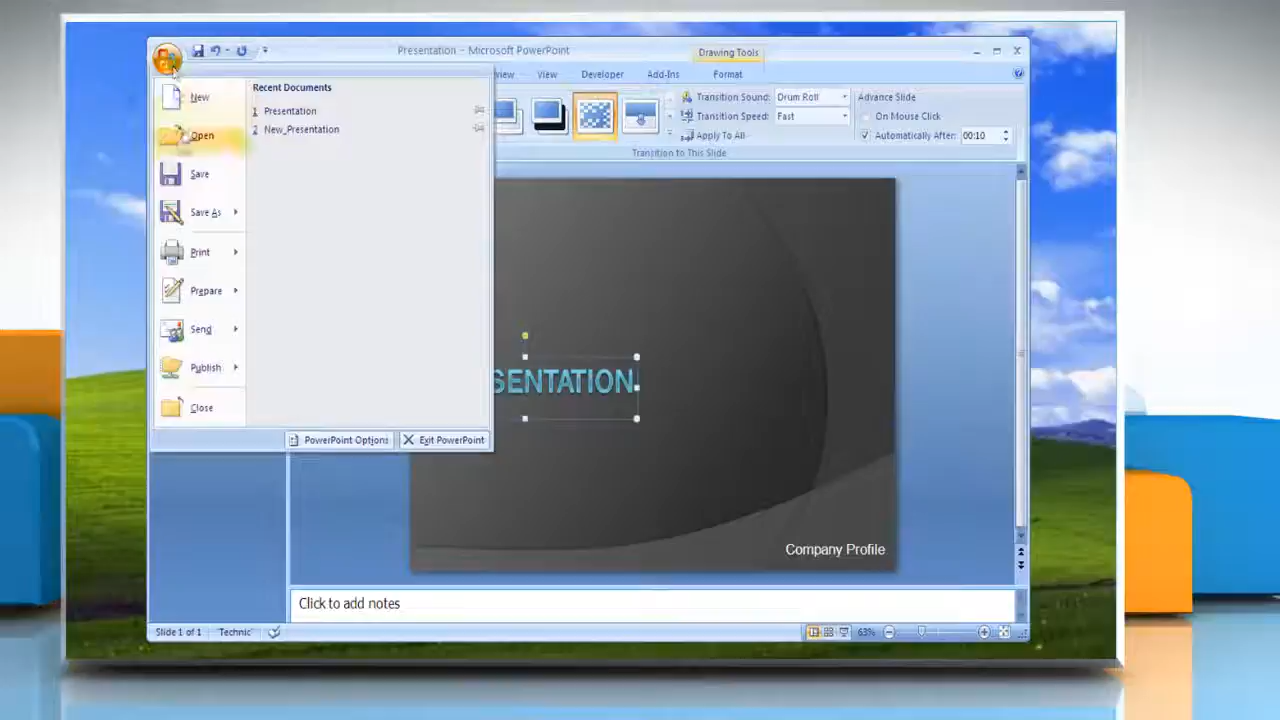 Presentation - Microsoft PowerPoint
Drawing Tools
view
View
Developer
Add-Ins
Format
New
Open
Save
Save As
Print
Prepare
Send
Publish
Close
Recent Documents
1 Presentation
2 New_Presentation
PowerPoint Options
Exit PowerPoint
Transition Sound: Drum Roll
Transition Speed: Fast
Apply To All
Transition to This Slide
Advance Slide
On Mouse Click
Automatically After: 00:10
SENTATION
Company Profile
Click to add notes
Slide 1 of 1
"Technic"
63%